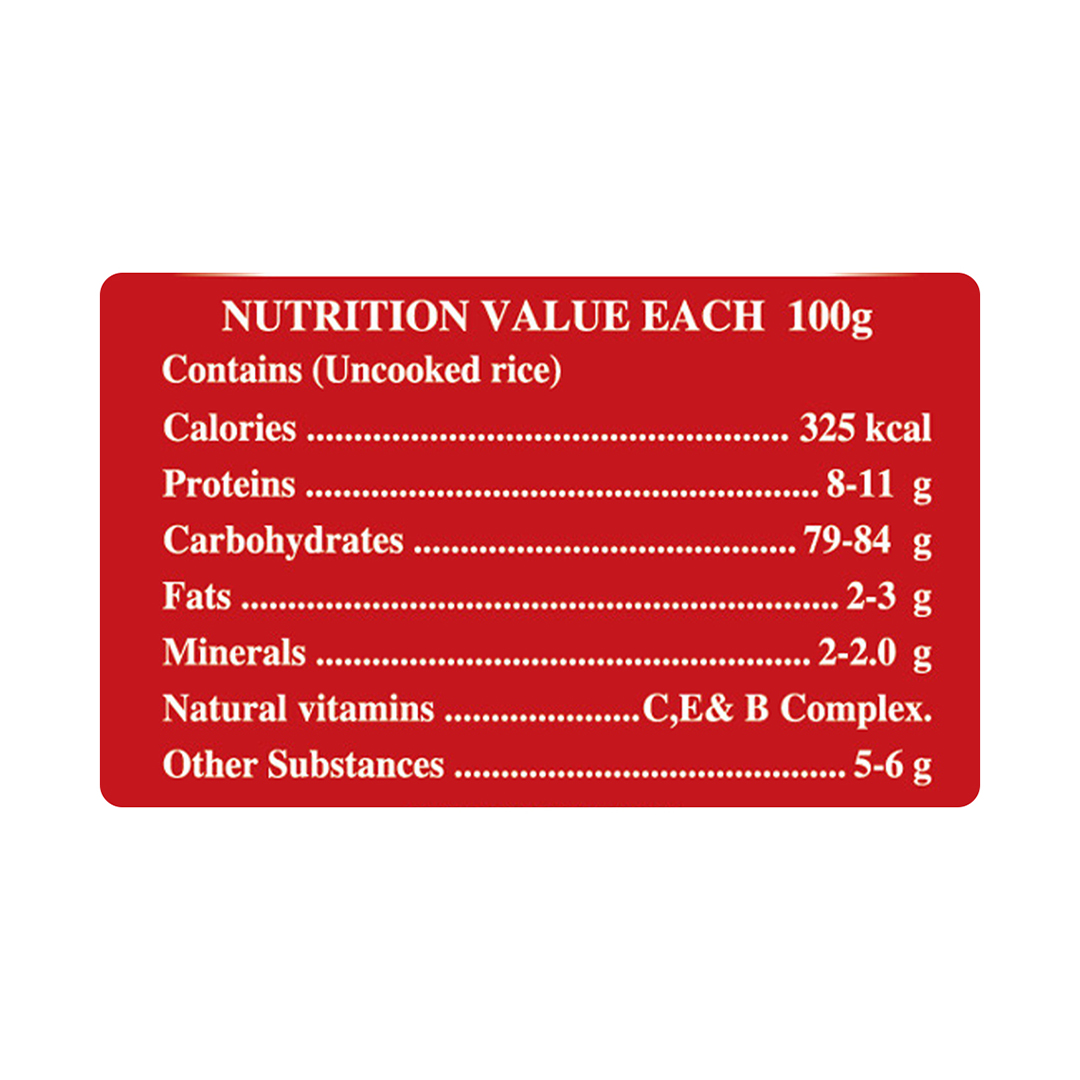 NUTRITION VALUE EACH 100g
Contains (Uncooked rice)
Calories .................................................... 325 kcal
Proteins ....................................................... 8-11 g
Carbohydrates ......................................... 79-84 g
Fats ................................................................ 2-3 g
Minerals ..................................................... 2-2.0 g
Natural vitamins .....................C,E& B Complex.
Other Substances .......................................... 5-6 g